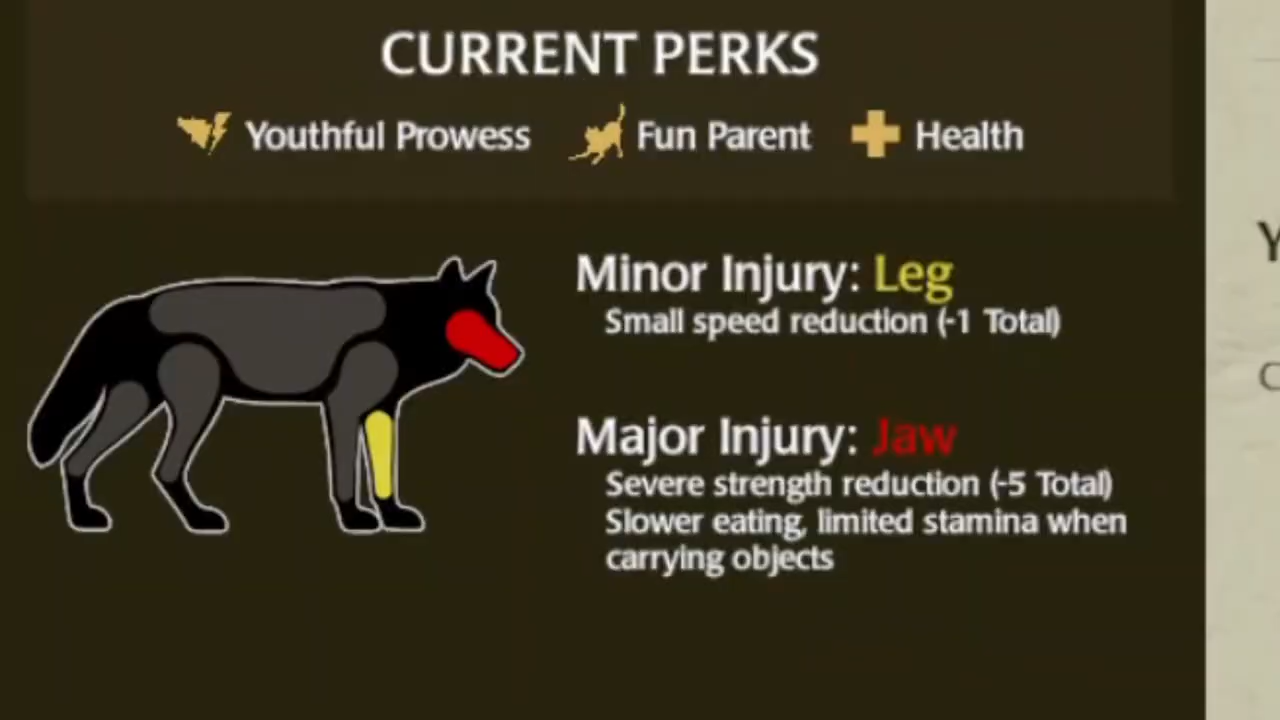 CURRENT PERKS
Youthful Prowess Fun Parent Health
Minor Injury: Leg
Small speed reduction (-1 Total)
Major Injury: Jaw
Severe strength reduction (-5 Total)
Slower eating, limited stamina when
carrying objects